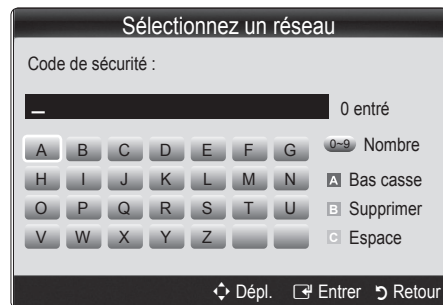 Sélectionnez un réseau
Code de sécurité :
_ 0 entré
A B C D E F G 0~9 Nombre
H I J K L M N A Bas casse
O P Q R S T U B Supprimer
V W X Y Z C Espace
Dépl. Entrer Retour